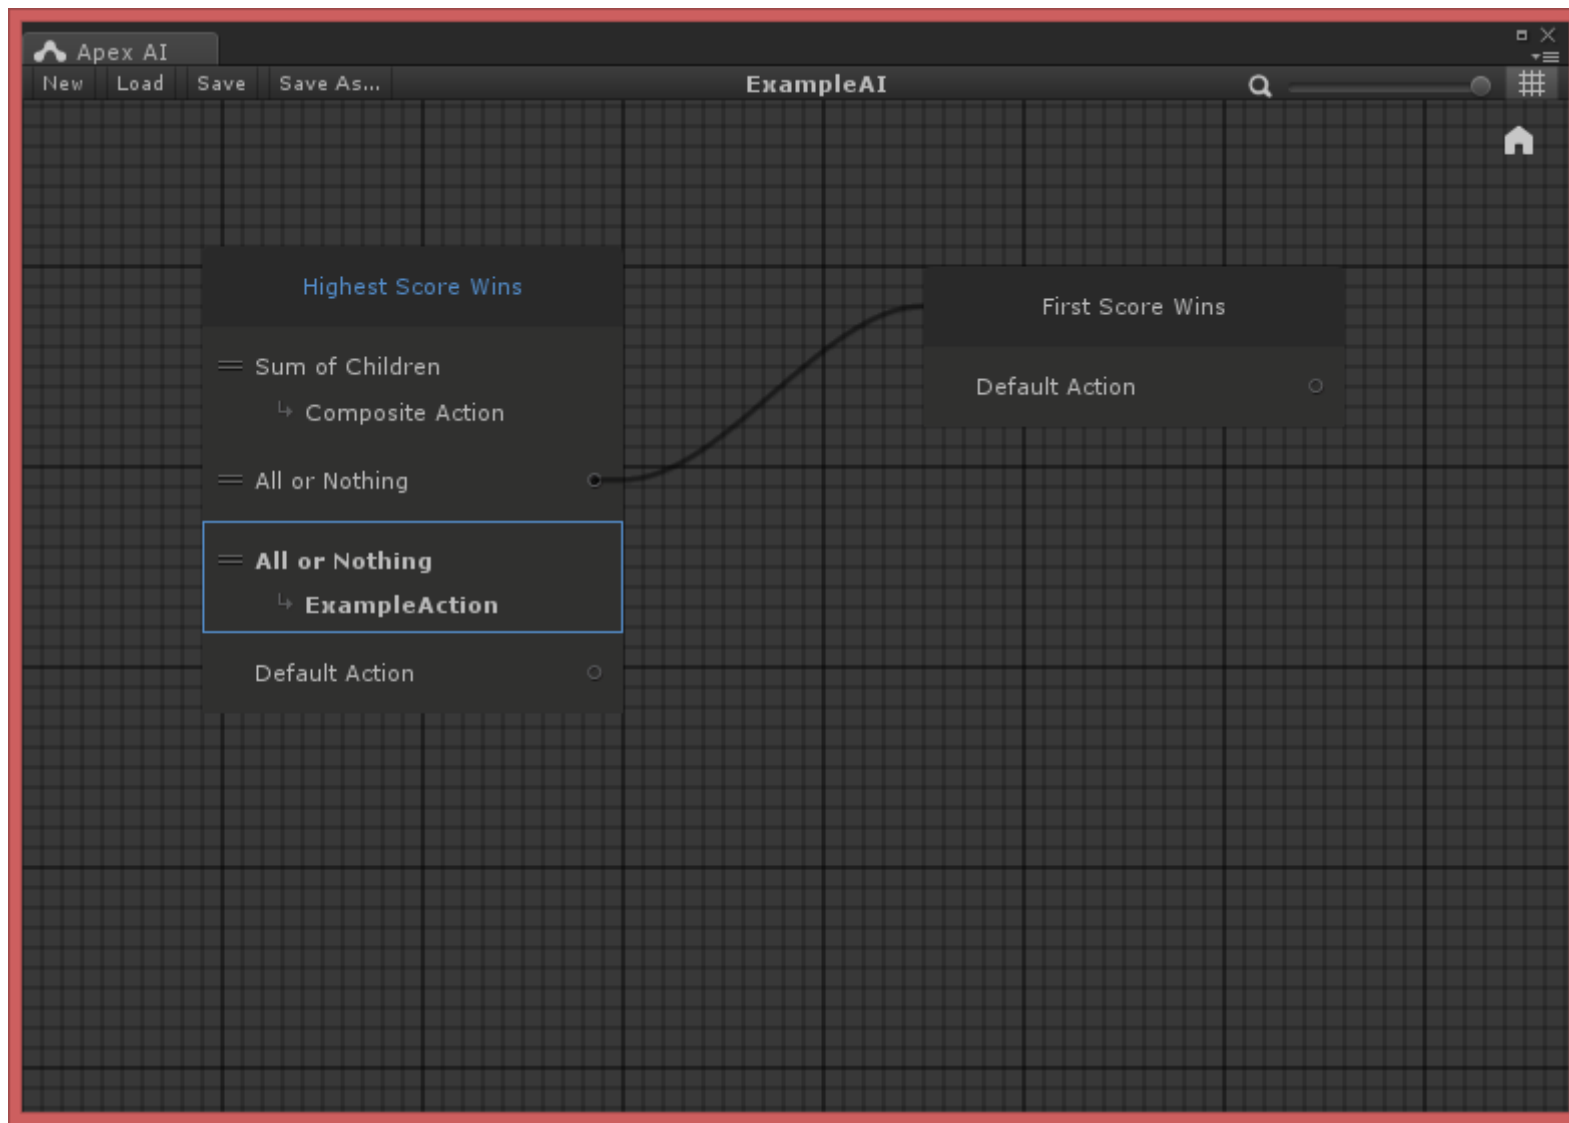 Apex AI
New Load Save Save As...
ExampleAI
Highest Score Wins
Sum of Children
Composite Action
All or Nothing
All or Nothing
ExampleAction
Default Action
First Score Wins
Default Action